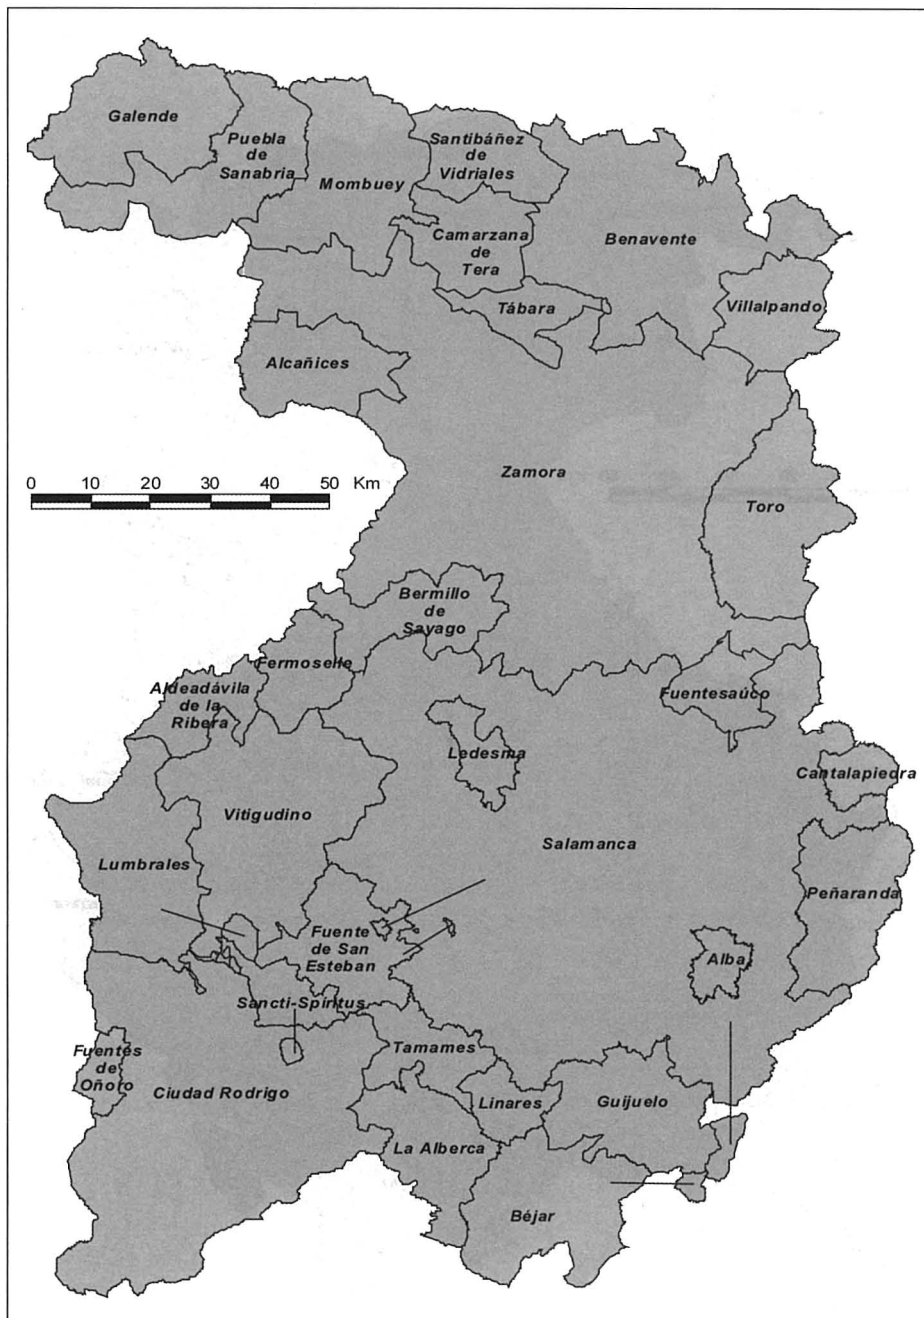 Galende
Puebla
de
Sanabria
Mombuey
Santibáñez
de
Vidriales
Camarzana
de
Tera
Benavente
Tábara
Villalpando
Alcañices
Zamora
0 10 20 30 40 50 Km
Toro
Bermillo
de
Sayago
Fermoselle
Aldeadávila
de la
Ribera
Fuentesaúco
Ledesma
Cantalapiedra
Vitigudino
Salamanca
Lumbrales
Peñaranda
Fuente
de San
Esteban
Alba
Sancti-Spíritus
Fuentes
de
Oñoro
Tamames
Ciudad Rodrigo
Linares
Guijuelo
La Alberca
Béjar